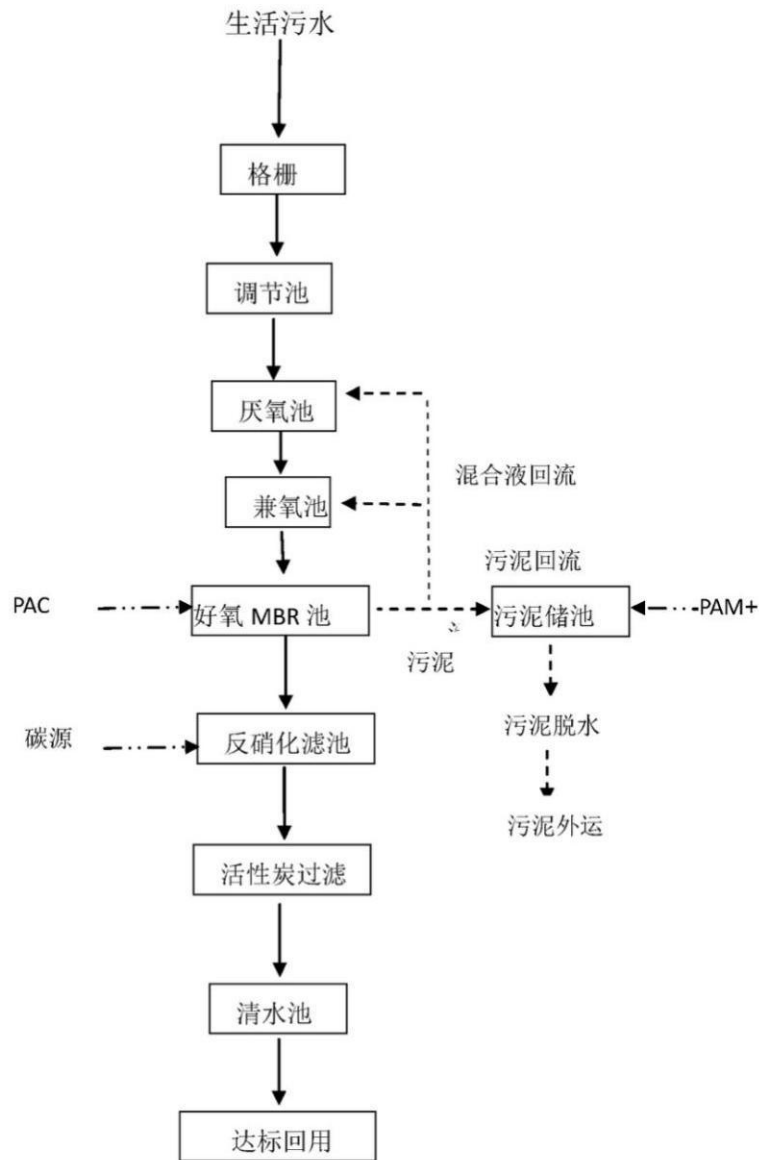 生活污水
格栅
调节池
厌氧池
混合液回流
兼氧池
污泥回流
PAC
好氧 MBR 池
污泥储池
PAM+
污泥
碳源
反硝化滤池
污泥脱水
污泥外运
活性炭过滤
清水池
达标回用